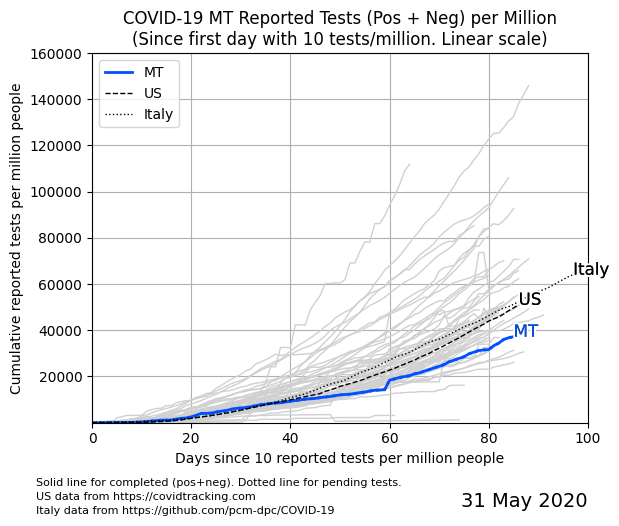 COVID-19 MT Reported Tests (Pos + Neg) per Million
(Since first day with 10 tests/million. Linear scale)
Cumulative reported tests per million people
160000
140000
120000
100000
80000
60000
40000
20000
MT
US
Italy
Italy
US
MT
0
20
40
60
80
100
Days since 10 reported tests per million people
Solid line for completed (pos+neg). Dotted line for pending tests.
US data from https://covidtracking.com
Italy data from https://github.com/pcm-dpc/COVID-19
31 May 2020